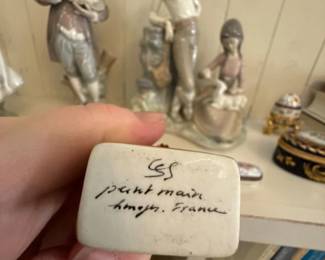 peint main
Limoges. France